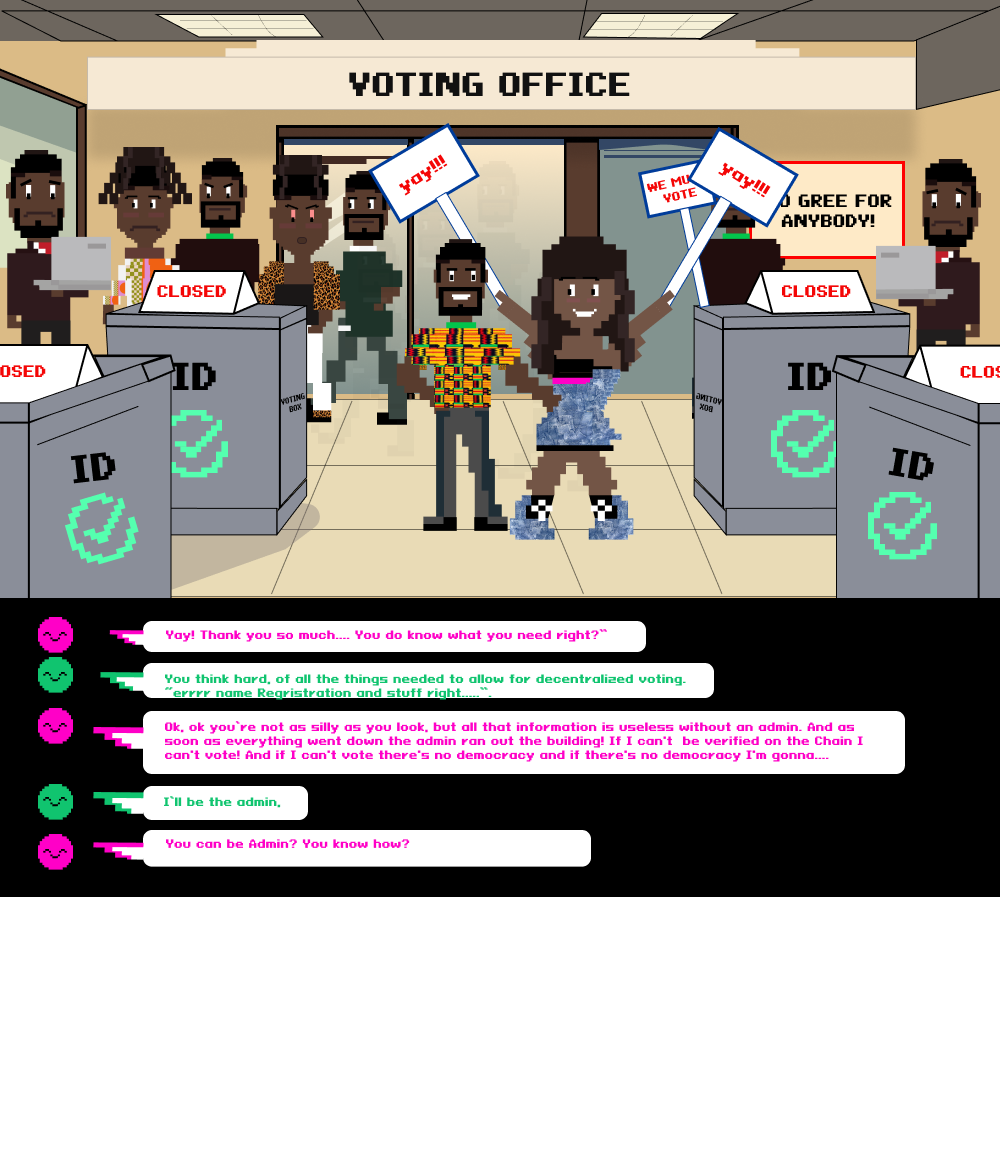 VOTING OFFICE
yay!!!
WE MU
VOTE
yay!!!
O GREE FOR
ANYBODY!
CLOSED
CLOSED
OSED
CLOS
ID
ID
VOTING
BOX
VOTING
BOX
ID
ID
Yay! Thank you so much.... You do know what you need right?"
You think hard, of all the things needed to allow for decentralized voting.
"errrr name Regristration and stuff right.....".
Ok, ok you`re not as silly as you look, but all that information is useless without an admin. And as
soon as everything went down the admin ran out the building! If I can't be verified on the Chain I
can't vote! And if I can't vote there's no democracy and if there's no democracy I'm gonna....
I`ll be the admin,
You can be Admin? You know how?